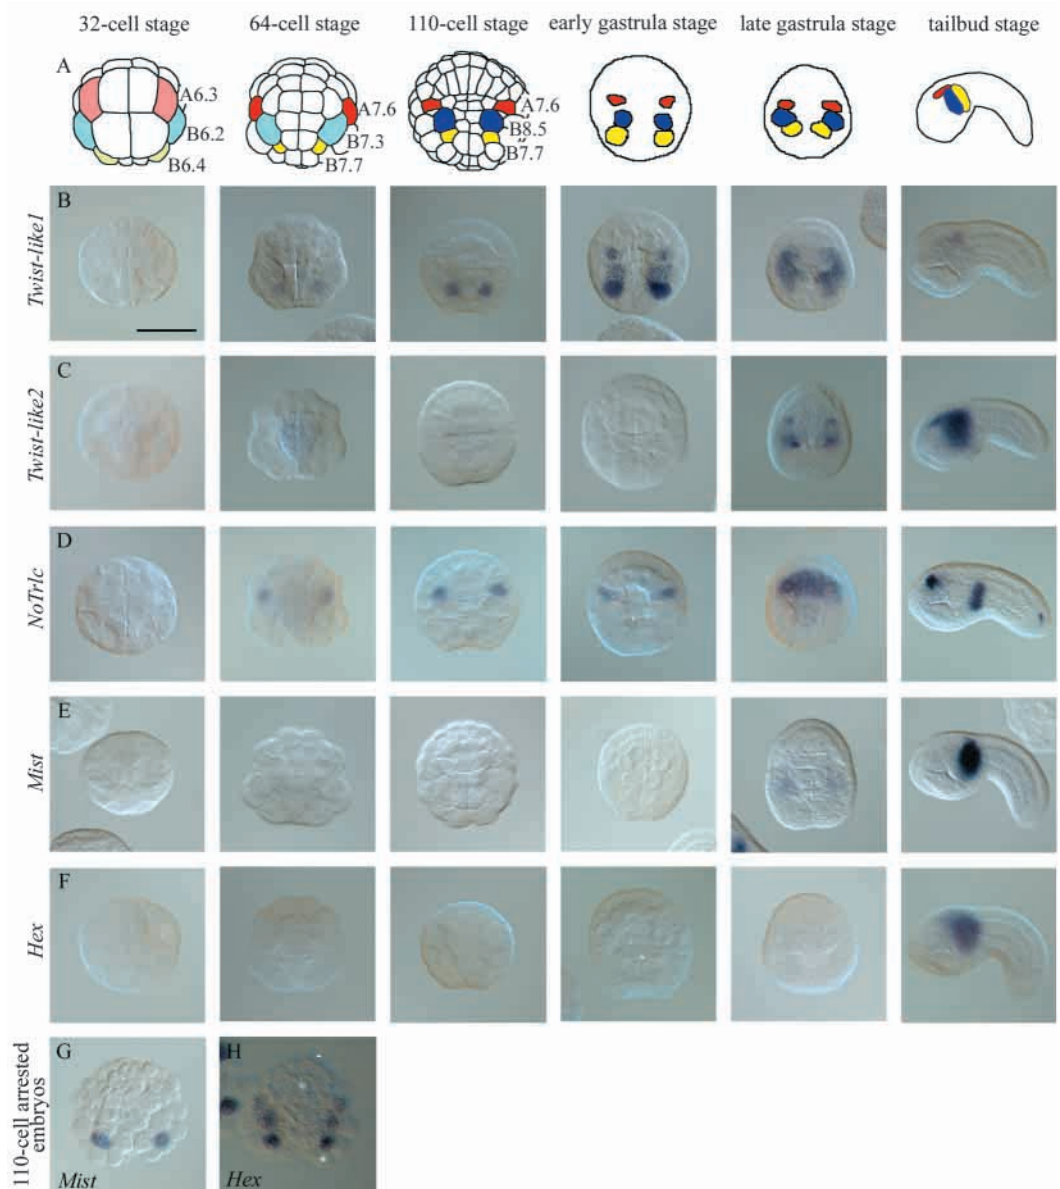 32-cell stage 64-cell stage 110-cell stage early gastrula stage late gastrula stage tailbud stage
A
A6.3
B6.2
B6.4
A7.6
B7.3
B7.7
A7.6
B8.5
B7.7
B
Twist-like1
C
Twist-like2
D
NoTrlc
E
Mist
F
Hex
110-cell arrested
embryos
G
Mist
H
Hex